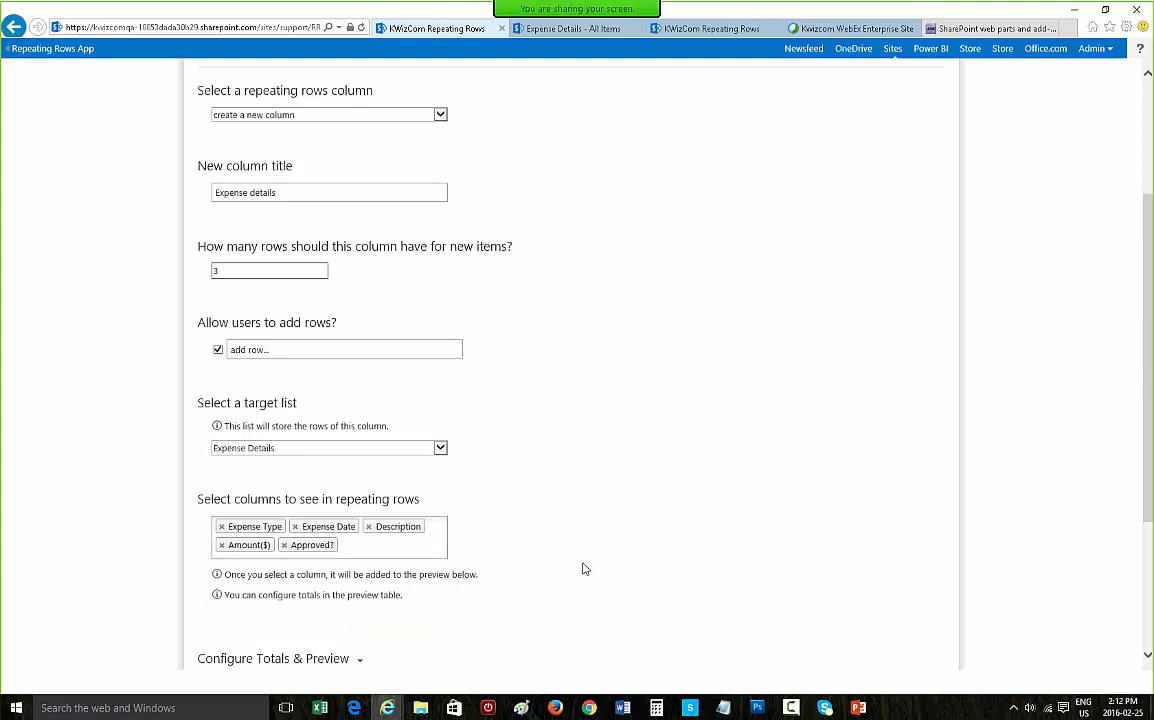 You are sharing your screen.
https://kwizcomqa-18653dada30b29.sharepoint.com/sites/support/RR
KWizCom Repeating Rows
Expense Details - All Items
KWizCom Repeating Rows
Kwizcom WebEx Enterprise Site
SharePoint web parts and add-...
Repeating Rows App
Newsfeed
OneDrive
Sites
Power BI
Store
Store
Office.com
Admin
?
Select a repeating rows column
create a new column
New column title
Expense details
How many rows should this column have for new items?
3
Allow users to add rows?
add row...
Select a target list
This list will store the rows of this column.
Expense Details
Select columns to see in repeating rows
× Expense Type × Expense Date × Description
× Amount($) × Approved?
Once you select a column, it will be added to the preview below.
You can configure totals in the preview table.
Configure Totals & Preview
Search the web and Windows
ENG
US
2:12 PM
2016-02-25